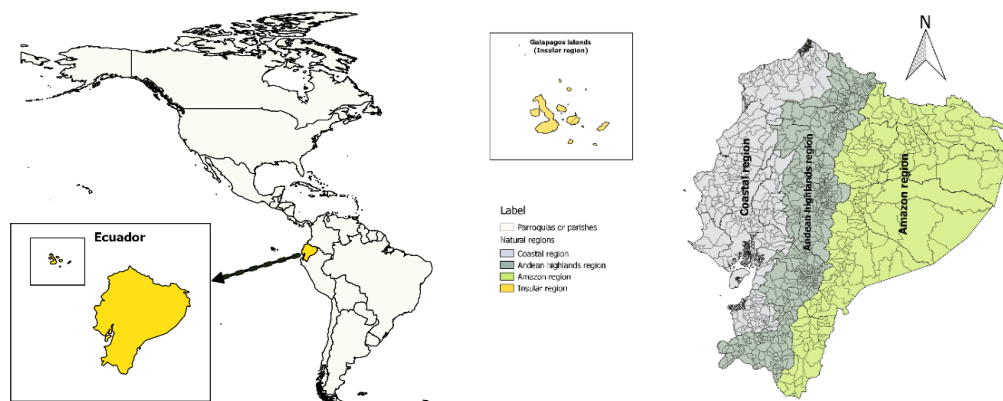 Ecuador
Galapagos Islands
(Insular region)
Label
Parroquias or parishes
Natural regions
Coastal region
Andean highlands region
Amazon region
Insular region
N
Coastal region
Andean highlands region
Amazon region